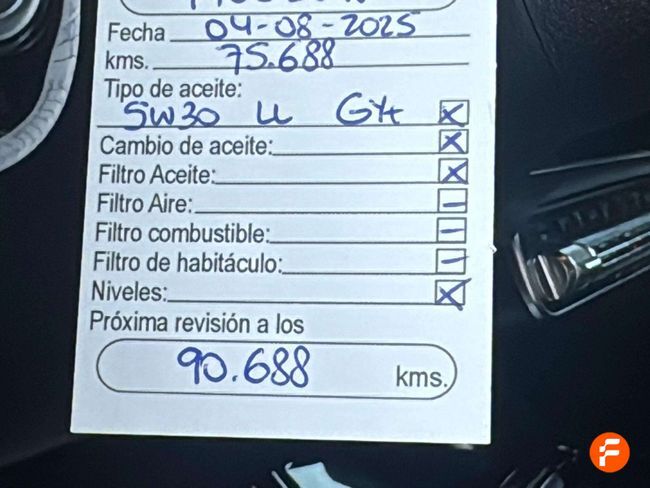 Fecha 04-08-2025
kms. 75.688
Tipo de aceite:
5W30 LL X
Cambio de aceite: X
Filtro Aceite: X
Filtro Aire: –
Filtro combustible: –
Filtro de habitáculo: –
Niveles: X
Próxima revisión a los
90.688 kms.